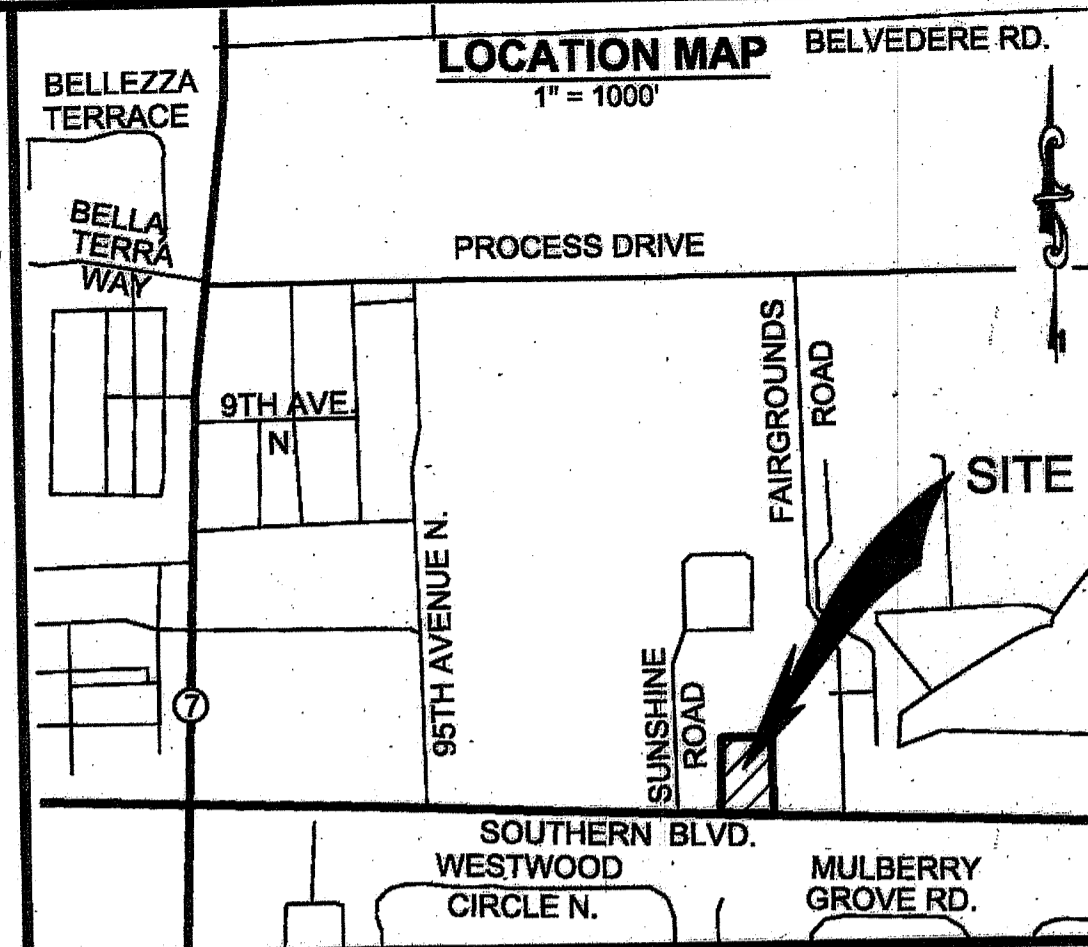 LOCATION MAP
1" = 1000'
BELVEDERE RD.
BELLEZZA
TERRACE
BELLA
TERRA
WAY
PROCESS DRIVE
9TH AVE.
N
FAIRGROUNDS
ROAD
SITE
95TH AVENUE N.
SUNSHINE
ROAD
7
SOUTHERN BLVD.
WESTWOOD
CIRCLE N.
MULBERRY
GROVE RD.